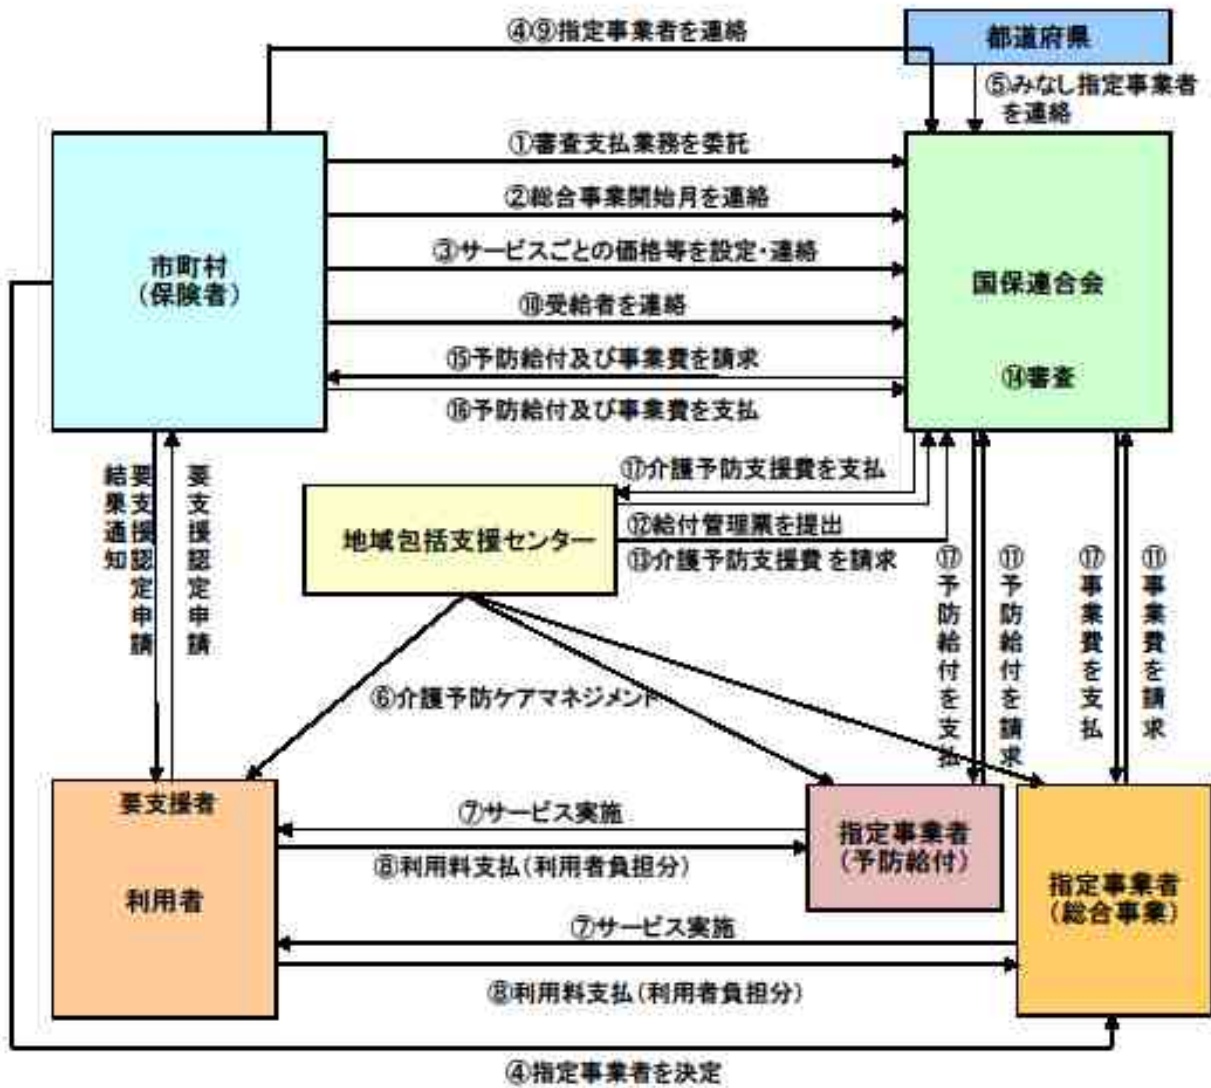 ④⑨指定事業者を連絡
都道府県
⑤みなし指定事業者
を連絡
①審査支払業務を委託
②総合事業開始月を連絡
③サービスごとの価格等を設定・連絡
市町村
(保険者)
国保連合会
⑩受給者を連絡
⑮予防給付及び事業費を請求
⑭審査
⑯予防給付及び事業費を支払
要支援認定申請
結果通知
要支援認定申請
⑰介護予防支援費を支払
地域包括支援センター
⑫給付管理票を提出
⑬介護予防支援費を請求
⑰予防給付を支払
⑪予防給付を請求
⑰事業費を支払
⑪事業費を請求
⑥介護予防ケアマネジメント
要支援者
利用者
⑦サービス実施
⑧利用料支払(利用者負担分)
指定事業者
(予防給付)
指定事業者
(総合事業)
⑦サービス実施
⑧利用料支払(利用者負担分)
④指定事業者を決定